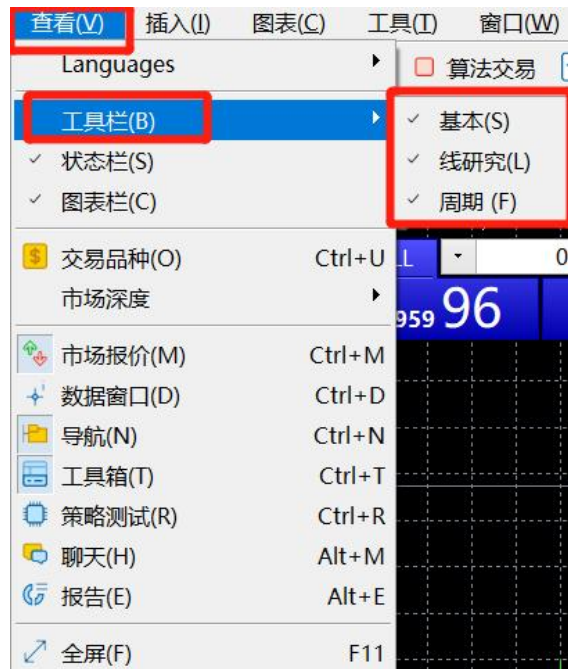 查看(V) 插入(I) 图表(C) 工具(T) 窗口(W)
Languages
算法交易
工具栏(B)
基本(S)
状态栏(S)
线研究(L)
图表栏(C)
周期 (F)
交易品种(O) Ctrl+U
LL 0
市场深度
959 96
市场报价(M) Ctrl+M
数据窗口(D) Ctrl+D
导航(N) Ctrl+N
工具箱(T) Ctrl+T
策略测试(R) Ctrl+R
聊天(H) Alt+M
报告(E) Alt+E
全屏(F) F11